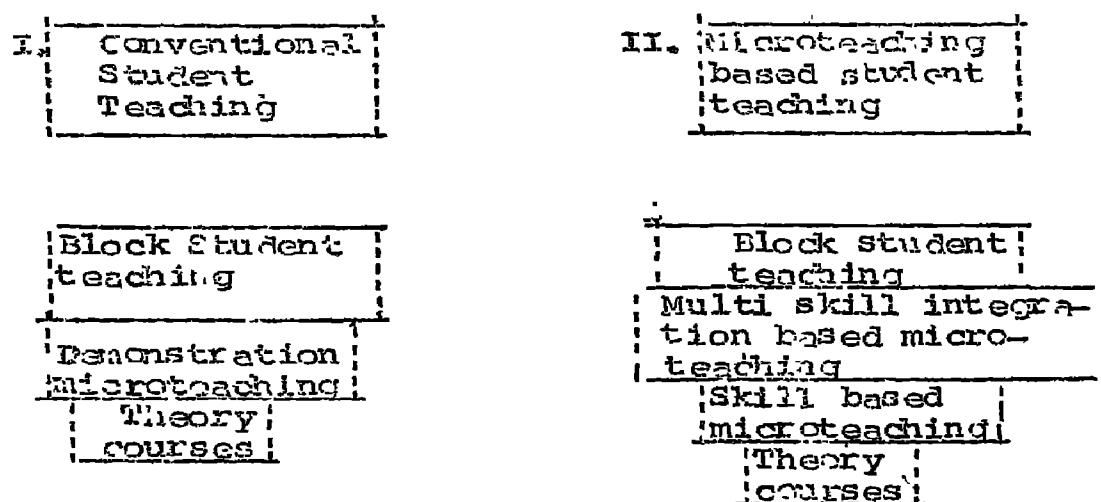 I. Conventional
Student
Teaching
II. Microteaching
based student
teaching
Block Student
teaching
Demonstration
microteaching
Theory
courses
Block student
teaching
Multi skill integra-
tion based micro-
teaching
Skill based
microteaching
Theory
courses